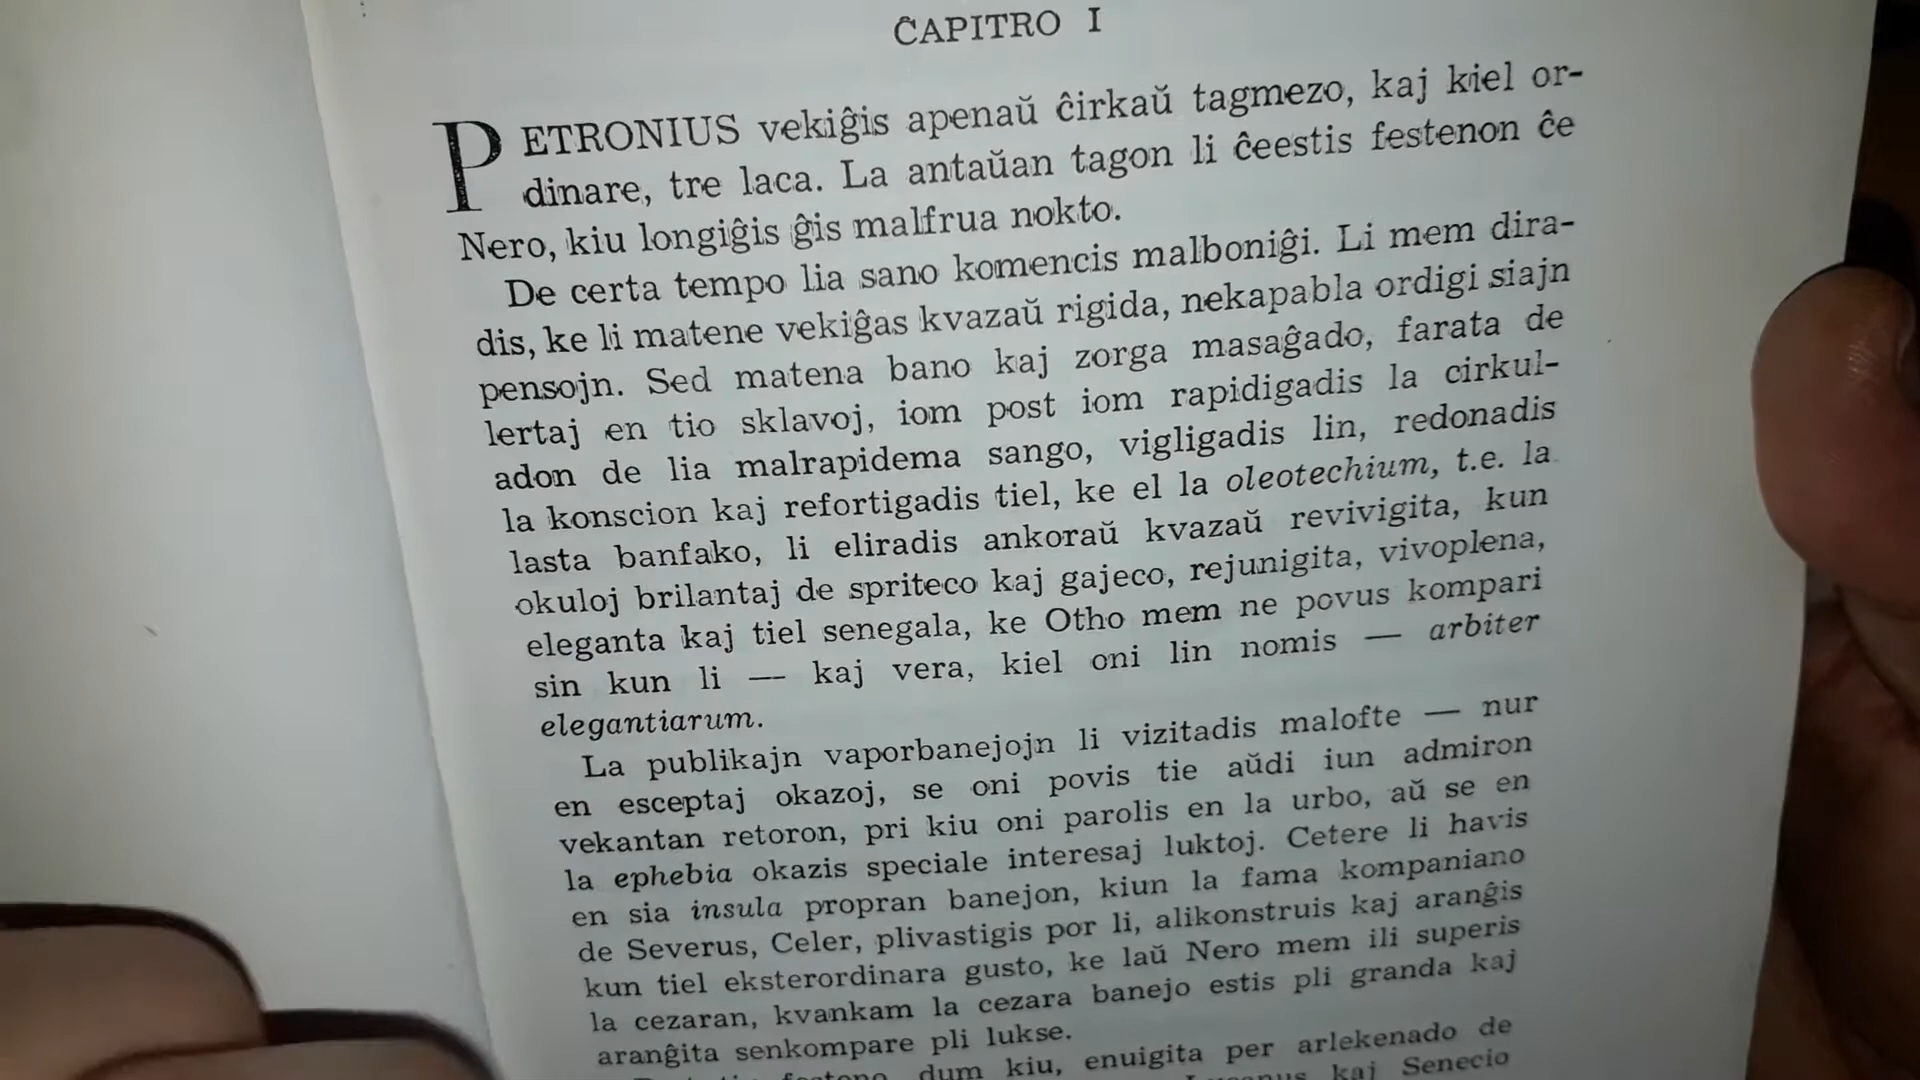 ĈAPITRO I
PETRONIUS vekiĝis apenaŭ ĉirkaŭ tagmezo, kaj kiel or-
dinare, tre laca. La antaŭan tagon li ĉeestis festenon ĉe
Nero, kiu longiĝis ĝis malfrua nokto.
De certa tempo lia sano komencis malboniĝi. Li mem dira-
dis, ke li matene vekiĝas kvazaŭ rigida, nekapabla ordigi siajn
pensojn. Sed matena bano kaj zorga masaĝado, farata de
lertaj en tio sklavoj, iom post iom rapidigadis la cirkul-
adon de lia malrapidema sango, vigligadis lin, redonadis
la konscion kaj refortigadis tiel, ke el la oleotechium, t.e. la
lasta banfako, li eliradis ankoraŭ kvazaŭ revivigita, kun
okuloj brilantaj de spriteco kaj gajeco, rejunigita, vivoplena,
eleganta kaj tiel senegala, ke Otho mem ne povus kompari
sin kun li — kaj vera, kiel oni lin nomis — arbiter
elegantiarum.
La publikajn vaporbanejojn li vizitadis malofte — nur
en esceptaj okazoj, se oni povis tie aŭdi iun admiron
vekantan retoron, pri kiu oni parolis en la urbo, aŭ se en
la ephebia okazis speciale interesaj luktoj. Cetere li havis
en sia insula propran banejon, kiun la fama kompaniano
de Severus, Celer, plivastigis por li, alikonstruis kaj aranĝis
kun tiel eksterordinara gusto, ke laŭ Nero mem ili superis
la cezaran, kvankam la cezara banejo estis pli granda kaj
aranĝita senkompare pli lukse.
festeno, dum kiu, enuigita per arlekenado de
kaj Senecio